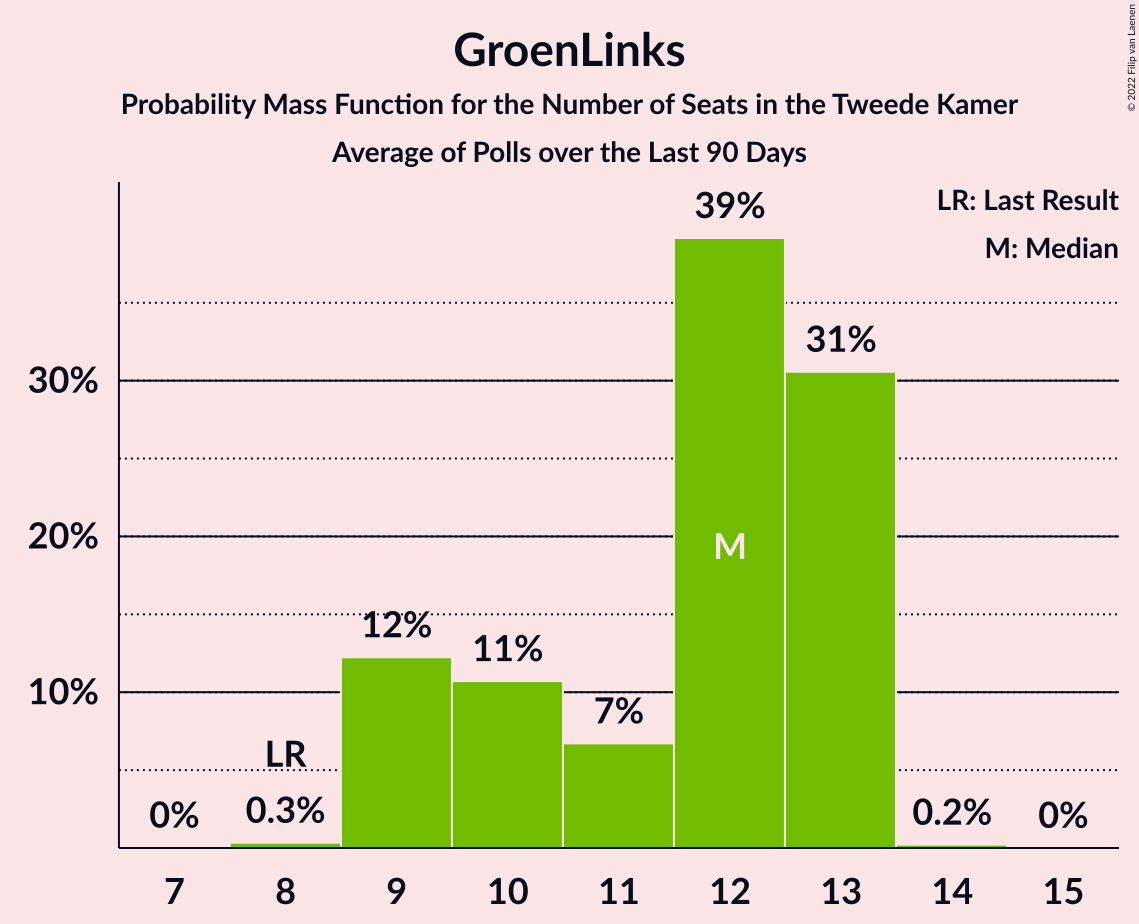 GroenLinks
Probability Mass Function for the Number of Seats in the Tweede Kamer
Average of Polls over the Last 90 Days
© 2022 Filip van Laenen
LR: Last Result
M: Median
30%
20%
10%
0%
LR
0.3%
12%
11%
7%
39%
M
31%
0.2%
0%
7 8 9 10 11 12 13 14 15